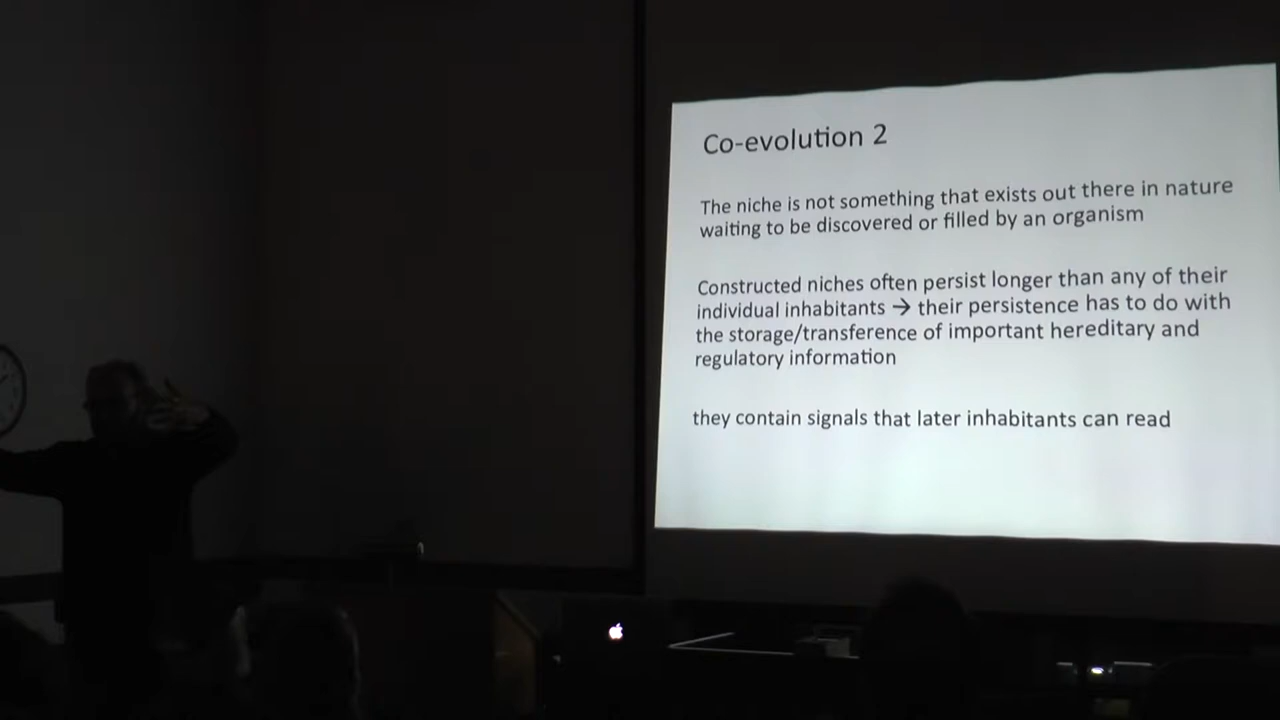 Co-evolution 2
The niche is not something that exists out there in nature
waiting to be discovered or filled by an organism
Constructed niches often persist longer than any of their
individual inhabitants → their persistence has to do with
the storage/transference of important hereditary and
regulatory information
they contain signals that later inhabitants can read